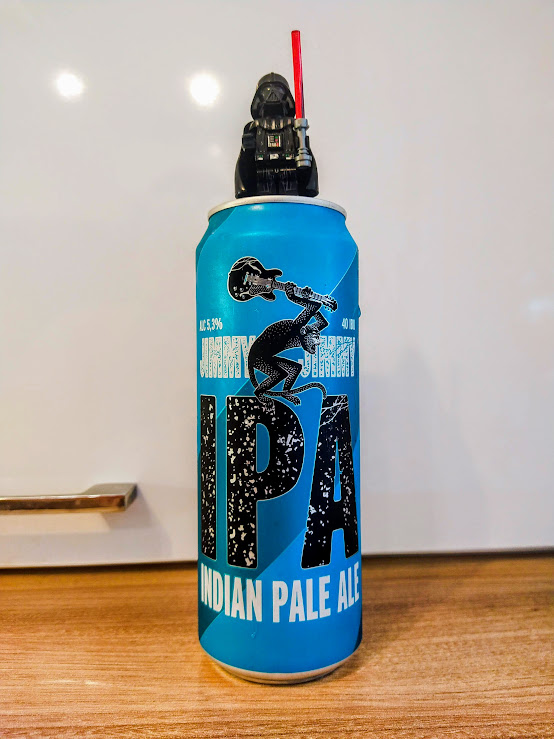 ALC 5,3% 40 IBU
JIMMY JIMMY
IPA
INDIAN PALE ALE